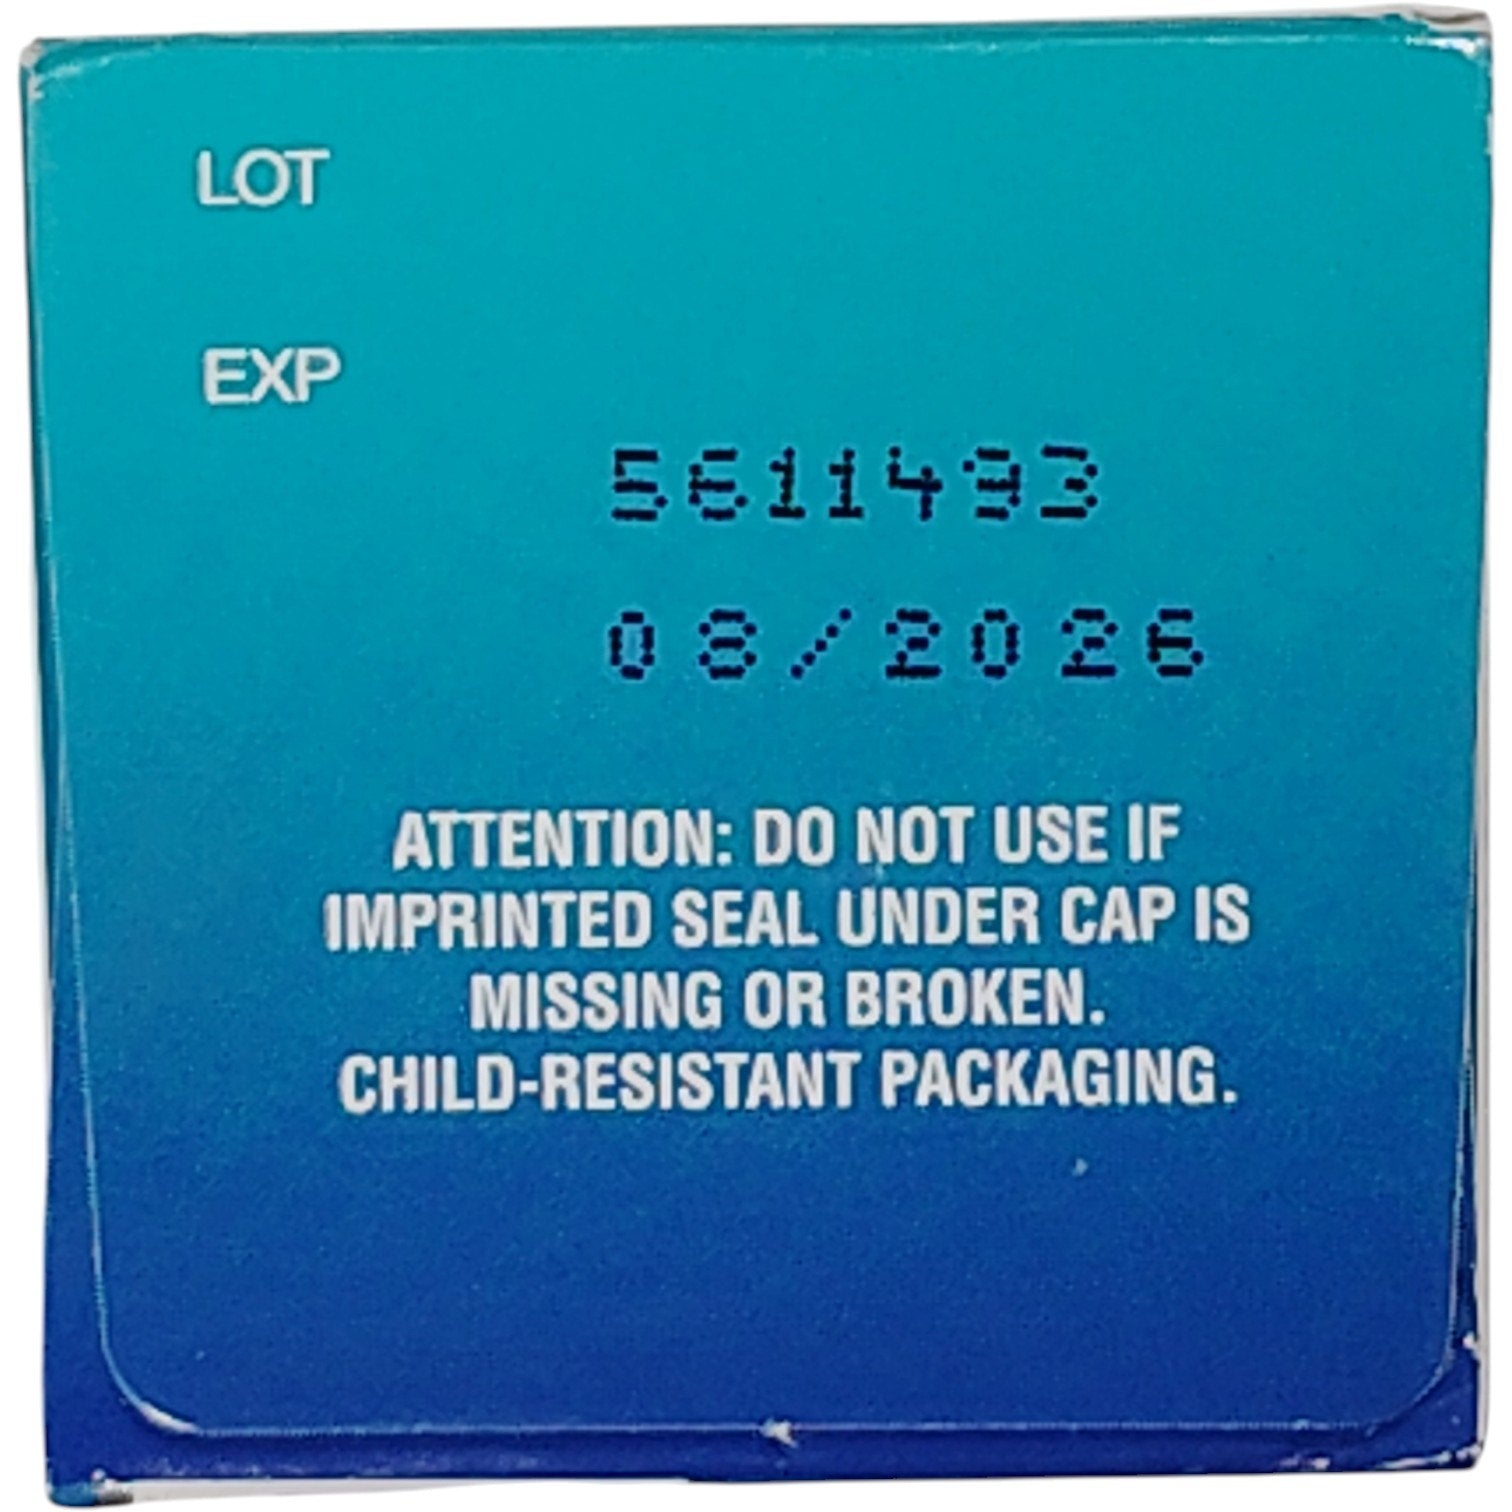 LOT
EXP
5611493
08/2026
ATTENTION: DO NOT USE IF
IMPRINTED SEAL UNDER CAP IS
MISSING OR BROKEN.
CHILD-RESISTANT PACKAGING.